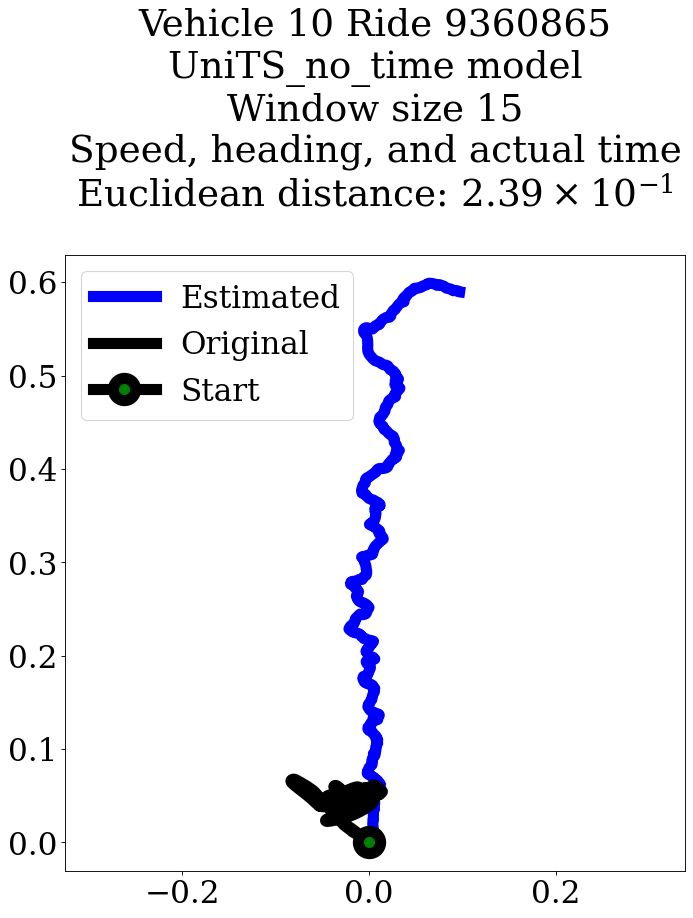 Vehicle 10 Ride 9360865
UniTS_no_time model
Window size 15
Speed, heading, and actual time
Euclidean distance: 2.39 × 10⁻¹
Estimated
Original
Start
0.6
0.5
0.4
0.3
0.2
0.1
0.0
−0.2 0.0 0.2